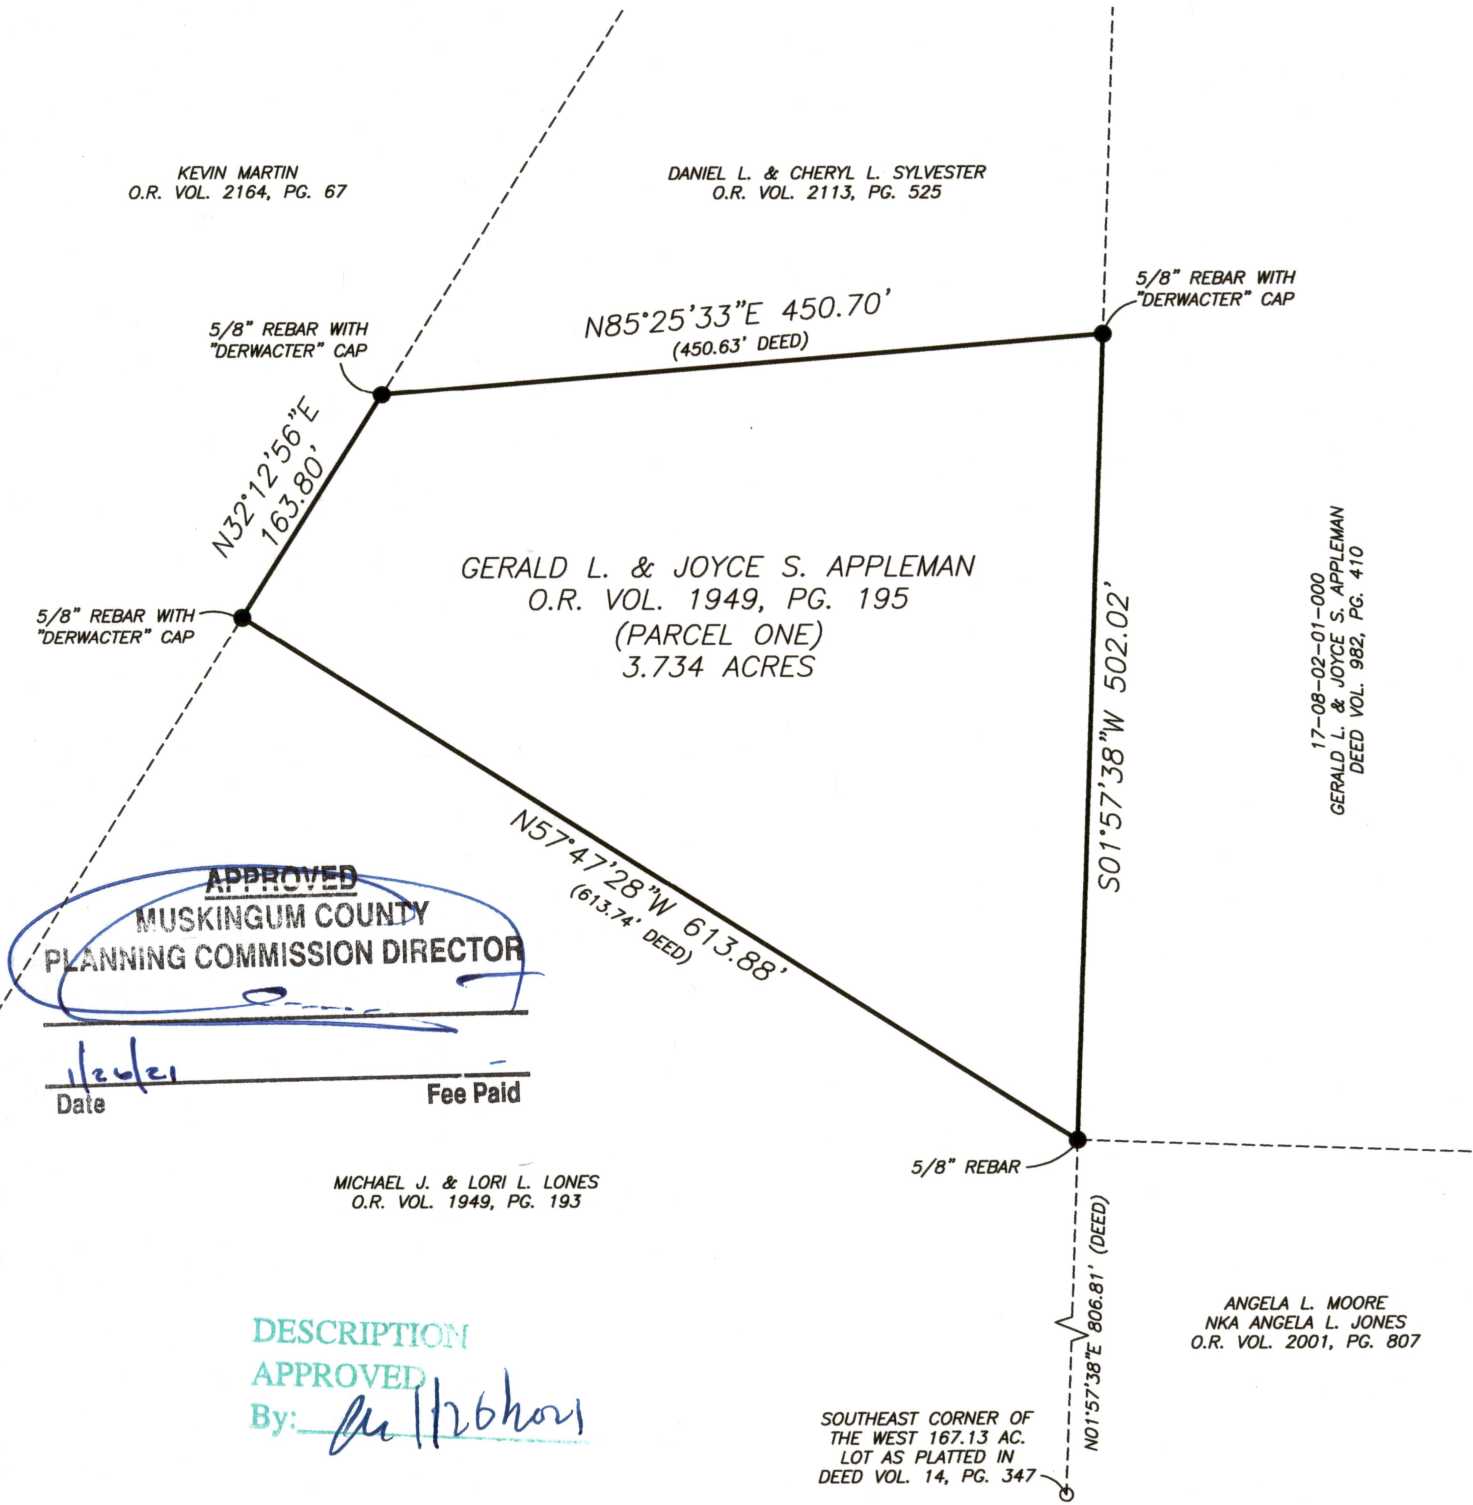 KEVIN MARTIN
O.R. VOL. 2164, PG. 67
DANIEL L. & CHERYL L. SYLVESTER
O.R. VOL. 2113, PG. 525
5/8" REBAR WITH
"DERWACTER" CAP
N85°25'33"E 450.70'
(450.63' DEED)
5/8" REBAR WITH
"DERWACTER" CAP
N32°12'56"E
163.80'
5/8" REBAR WITH
"DERWACTER" CAP
GERALD L. & JOYCE S. APPLEMAN
O.R. VOL. 1949, PG. 195
(PARCEL ONE)
3.734 ACRES
S01°57'38"W 502.02'
17-08-02-01-000
GERALD L. & JOYCE S. APPLEMAN
DEED VOL. 982, PG. 410
N57°47'28"W 613.88'
(613.74' DEED)
APPROVED
MUSKINGUM COUNTY
PLANNING COMMISSION DIRECTOR
1/26/21
Date Fee Paid
5/8" REBAR
MICHAEL J. & LORI L. LONES
O.R. VOL. 1949, PG. 193
N01°57'38"E 806.81' (DEED)
ANGELA L. MOORE
NKA ANGELA L. JONES
O.R. VOL. 2001, PG. 807
DESCRIPTION
APPROVED
By: 1/26/2021
SOUTHEAST CORNER OF
THE WEST 167.13 AC.
LOT AS PLATTED IN
DEED VOL. 14, PG. 347